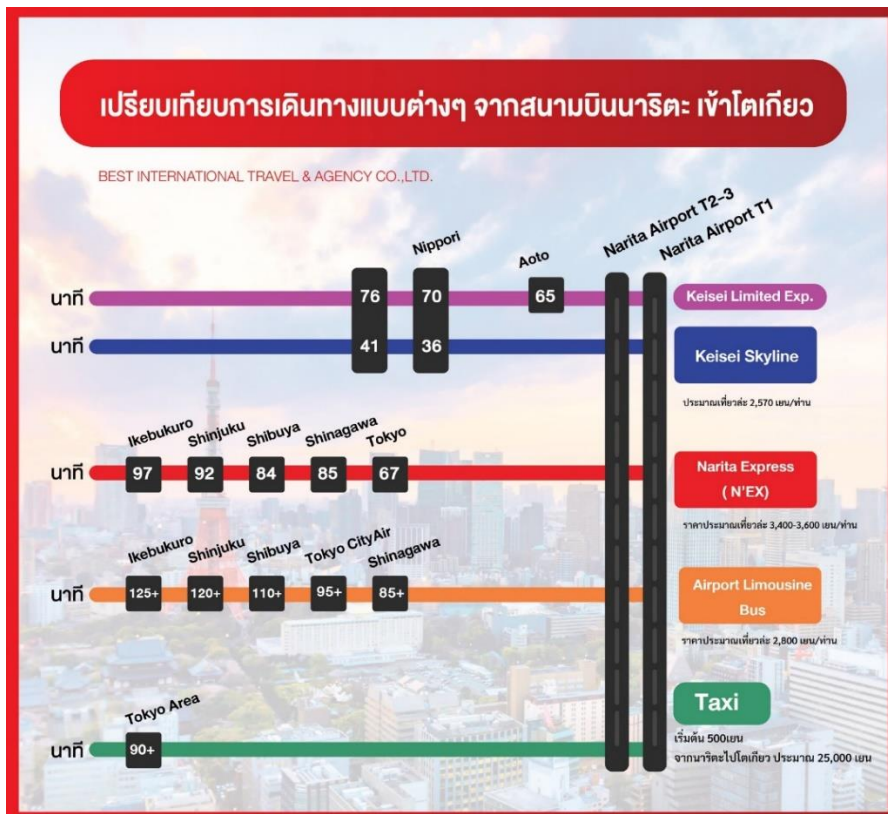 เปรียบเทียบการเดินทางแบบต่างๆ จากสนามบินนาริตะ เข้าโตเกียว
BEST INTERNATIONAL TRAVEL & AGENCY CO.,LTD.
Nippori
Aoto
Narita Airport T2-3
Narita Airport T1
นาที 76 70 65 Keisei Limited Exp.
นาที 41 36 Keisei Skyline
ประมาณเที่ยวล่ะ 2,570 เยน/ท่าน
Ikebukuro Shinjuku Shibuya Shinagawa Tokyo
นาที 97 92 84 85 67 Narita Express
( N'EX)
ราคาประมาณเที่ยวล่ะ 3,400-3,600 เยน/ท่าน
Ikebukuro Shinjuku Shibuya Tokyo CityAir Shinagawa
นาที 125+ 120+ 110+ 95+ 85+ Airport Limousine
Bus
ราคาประมาณเที่ยวล่ะ 2,800 เยน/ท่าน
Tokyo Area
นาที 90+ Taxi
เริ่มต้น 500เยน
จากนาริตะไปโตเกียว ประมาณ 25,000 เยน